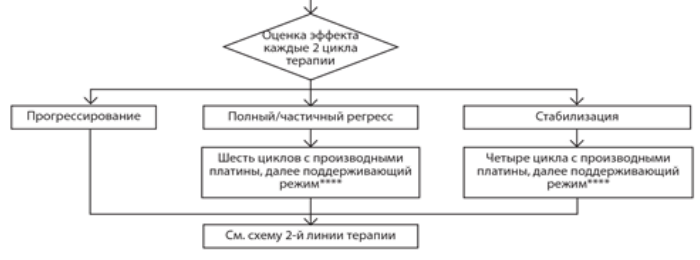 Оценка эффекта
каждые 2 цикла
терапии
Прогрессирование
Полный/частичный регресс
Стабилизация
Шесть циклов с производными
платины, далее поддерживающий
режим****
Четыре цикла с производными
платины, далее поддерживающий
режим****
См. схему 2-й линии терапии